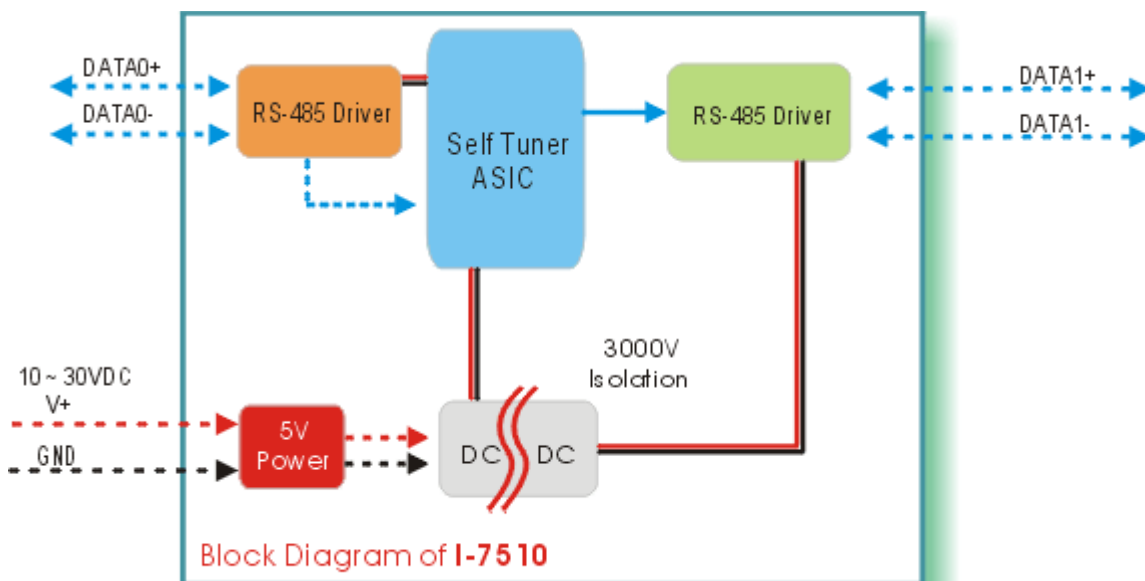 DATA0+
DATA0-
RS-485 Driver
Self Tuner
ASIC
RS-485 Driver
DATA1+
DATA1-
3000V
Isolation
10 ~ 30VDC
V+
GND
5V
Power
DC
DC
Block Diagram of I-7510